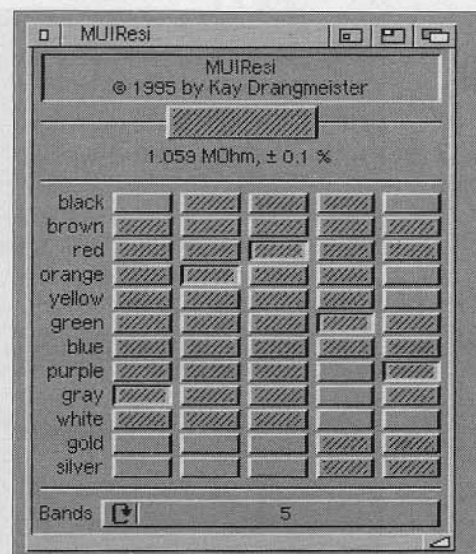 MUIResi
MUIResi
© 1995 by Kay Drangmeister
1.059 MOhm, ± 0.1 %
black
brown
red
orange
yellow
green
blue
purple
gray
white
gold
silver
Bands 5